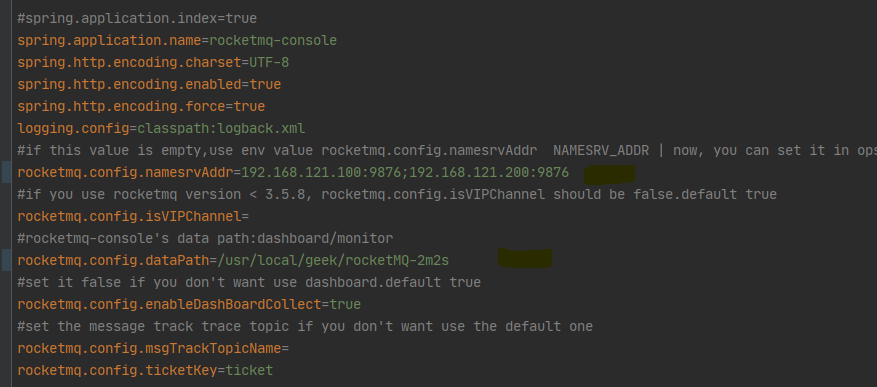 #spring.application.index=true
spring.application.name=rocketmq-console
spring.http.encoding.charset=UTF-8
spring.http.encoding.enabled=true
spring.http.encoding.force=true
logging.config=classpath:logback.xml
#if this value is empty,use env value rocketmq.config.namesrvAddr  NAMESRV_ADDR | now, you can set it in ops
rocketmq.config.namesrvAddr=192.168.121.100:9876;192.168.121.200:9876
#if you use rocketmq version < 3.5.8, rocketmq.config.isVIPChannel should be false.default true
rocketmq.config.isVIPChannel=
#rocketmq-console's data path:dashboard/monitor
rocketmq.config.dataPath=/usr/local/geek/rocketMQ-2m2s
#set it false if you don't want use dashboard.default true
rocketmq.config.enableDashBoardCollect=true
#set the message track trace topic if you don't want use the default one
rocketmq.config.msgTrackTopicName=
rocketmq.config.ticketKey=ticket